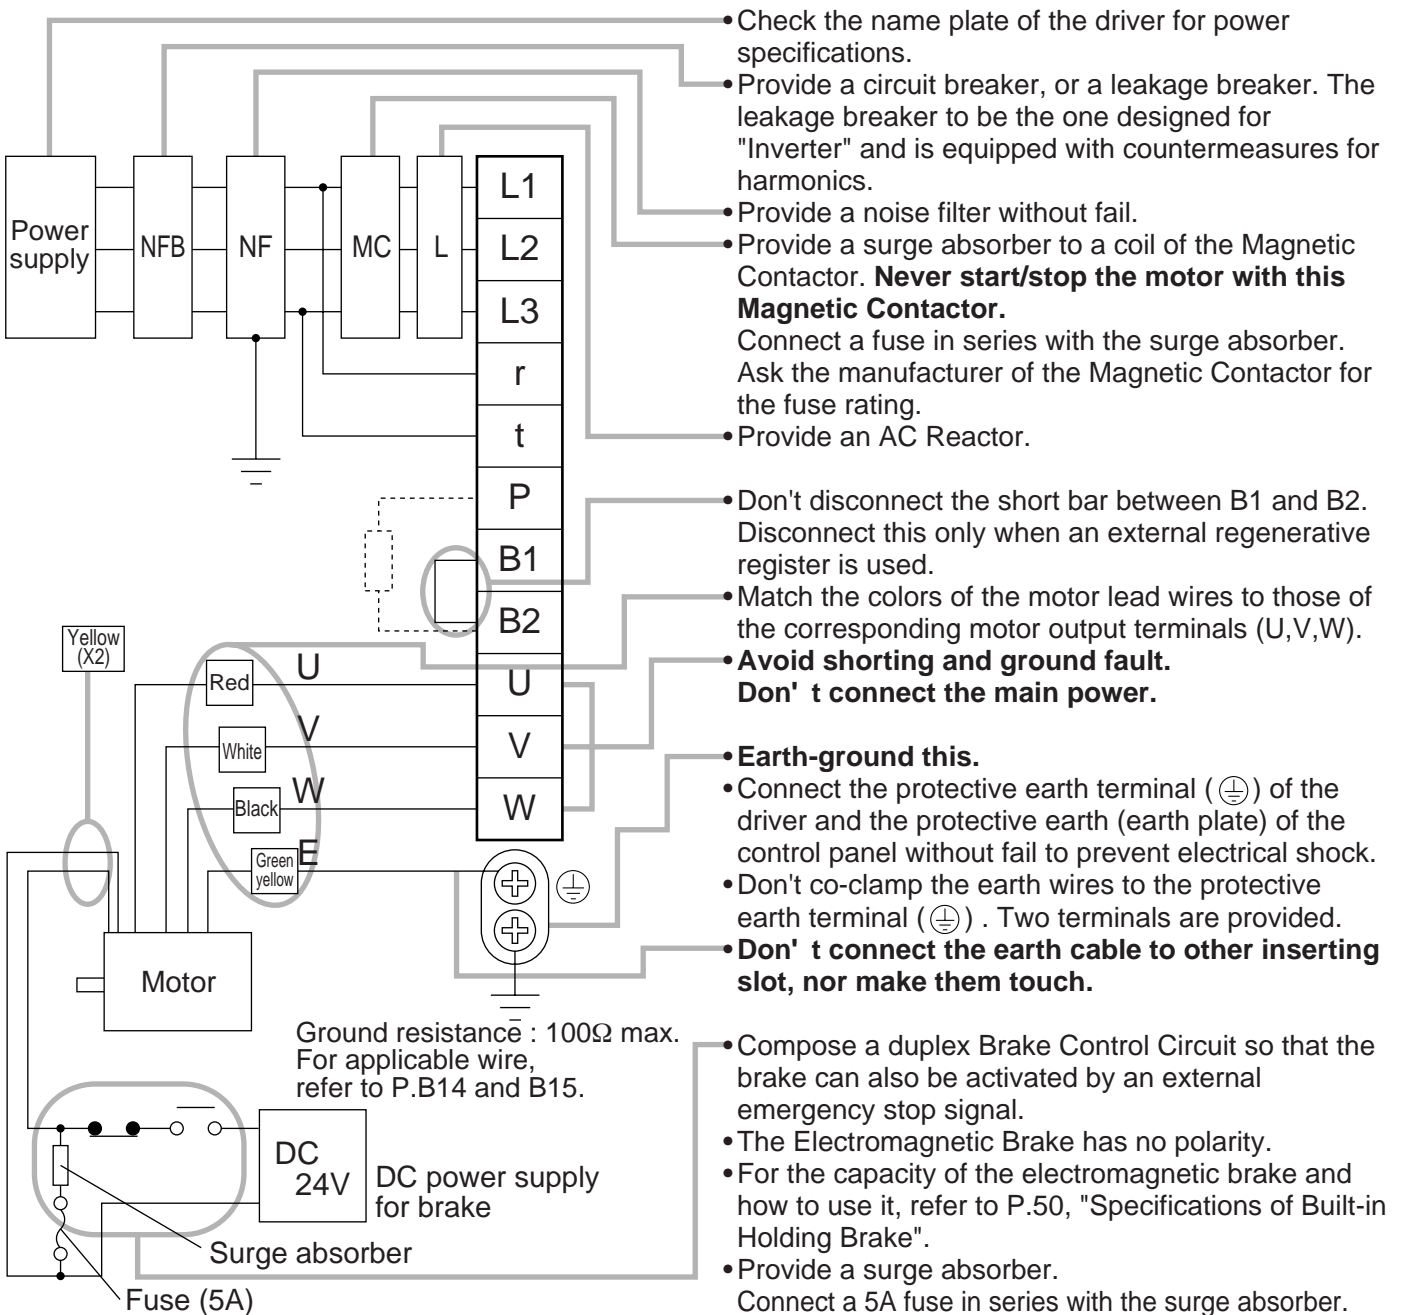 • Check the name plate of the driver for power
specifications.
• Provide a circuit breaker, or a leakage breaker. The
leakage breaker to be the one designed for
"Inverter" and is equipped with countermeasures for
harmonics.
• Provide a noise filter without fail.
• Provide a surge absorber to a coil of the Magnetic
Contactor. Never start/stop the motor with this
Magnetic Contactor.
Connect a fuse in series with the surge absorber.
Ask the manufacturer of the Magnetic Contactor for
the fuse rating.
• Provide an AC Reactor.
• Don't disconnect the short bar between B1 and B2.
Disconnect this only when an external regenerative
register is used.
• Match the colors of the motor lead wires to those of
the corresponding motor output terminals (U,V,W).
• Avoid shorting and ground fault.
Don' t connect the main power.
• Earth-ground this.
• Connect the protective earth terminal ( ⏚ ) of the
driver and the protective earth (earth plate) of the
control panel without fail to prevent electrical shock.
• Don't co-clamp the earth wires to the protective
earth terminal ( ⏚ ) . Two terminals are provided.
• Don' t connect the earth cable to other inserting
slot, nor make them touch.
• Compose a duplex Brake Control Circuit so that the
brake can also be activated by an external
emergency stop signal.
• The Electromagnetic Brake has no polarity.
• For the capacity of the electromagnetic brake and
how to use it, refer to P.50, "Specifications of Built-in
Holding Brake".
• Provide a surge absorber.
Connect a 5A fuse in series with the surge absorber.
Power
supply
NFB
NF
MC
L
L1
L2
L3
r
t
P
B1
B2
U
V
W
Yellow
(X2)
Red
U
White
V
Black
W
Green
yellow
E
Motor
Ground resistance : 100Ω max.
For applicable wire,
refer to P.B14 and B15.
DC
24V
DC power supply
for brake
Surge absorber
Fuse (5A)